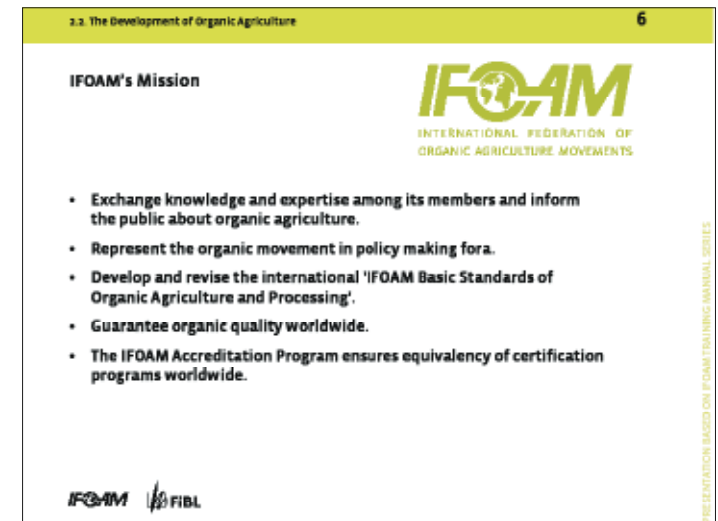 2.2. The Development of Organic Agriculture 6
IFOAM's Mission
IFOAM
INTERNATIONAL FEDERATION OF
ORGANIC AGRICULTURE MOVEMENTS
• Exchange knowledge and expertise among its members and inform
the public about organic agriculture.
• Represent the organic movement in policy making fora.
• Develop and revise the international 'IFOAM Basic Standards of
Organic Agriculture and Processing'.
• Guarantee organic quality worldwide.
• The IFOAM Accreditation Program ensures equivalency of certification
programs worldwide.
IFOAM FiBL
PRESENTATION BASED ON IFOAM TRAINING MANUAL SERIES